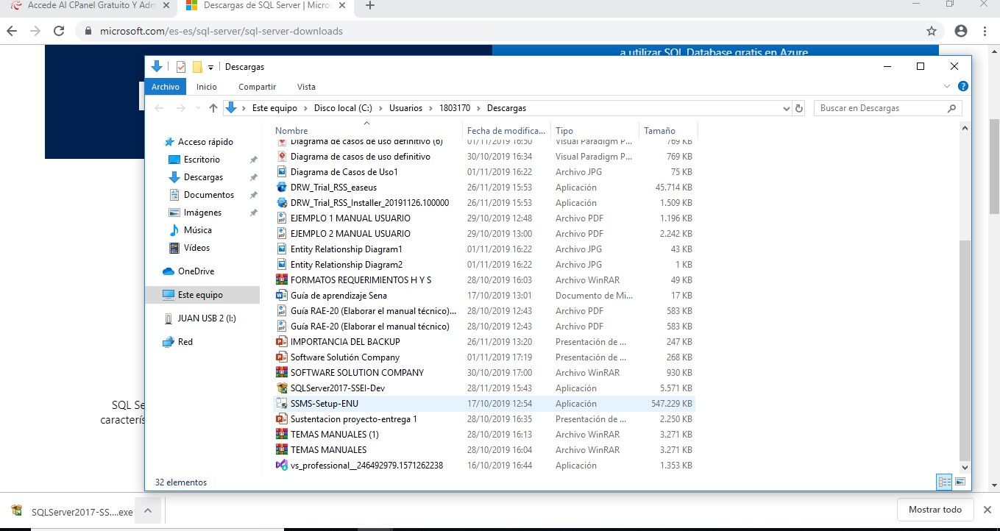 Accede Al CPanel Gratuito Y Adm
Descargas de SQL Server | Micros
microsoft.com/es-es/sql-server/sql-server-downloads
a utilizar SQL Database gratis en Azure
Descargas
Archivo Inicio Compartir Vista
Este equipo > Disco local (C:) > Usuarios > 1803170 > Descargas
Buscar en Descargas
Acceso rápido
Escritorio
Descargas
Documentos
Imágenes
Música
Vídeos
OneDrive
Este equipo
JUAN USB 2 (I:)
Red
Nombre Fecha de modifica... Tipo Tamaño
Diagrama de casos de uso definitivo (6) 01/11/2019 16:50 Visual Paradigm P... 769 KB
Diagrama de casos de uso definitivo 30/10/2019 16:34 Visual Paradigm P... 769 KB
Diagrama de Casos de Uso1 01/11/2019 16:22 Archivo JPG 75 KB
DRW_Trial_RSS_easeus 26/11/2019 15:53 Aplicación 45.714 KB
DRW_Trial_RSS_Installer_20191126.100000 26/11/2019 15:53 Aplicación 1.509 KB
EJEMPLO 1 MANUAL USUARIO 29/10/2019 12:48 Archivo PDF 1.196 KB
EJEMPLO 2 MANUAL USUARIO 29/10/2019 13:00 Archivo PDF 2.242 KB
Entity Relationship Diagram1 01/11/2019 16:22 Archivo JPG 43 KB
Entity Relationship Diagram2 01/11/2019 16:22 Archivo JPG 1 KB
FORMATOS REQUERIMIENTOS H Y S 28/10/2019 16:03 Archivo WinRAR 49 KB
Guía de aprendizaje Sena 17/10/2019 13:01 Documento de Mi... 17 KB
Guía RAE-20 (Elaborar el manual técnico)... 28/10/2019 12:43 Archivo PDF 583 KB
Guía RAE-20 (Elaborar el manual técnico) 28/10/2019 12:43 Archivo PDF 583 KB
IMPORTANCIA DEL BACKUP 26/11/2019 13:20 Presentación de ... 247 KB
Software Solutión Company 01/11/2019 17:19 Presentación de ... 268 KB
SOFTWARE SOLUTION COMPANY 30/10/2019 17:00 Archivo WinRAR 930 KB
SQLServer2017-SSEI-Dev 28/11/2019 15:43 Aplicación 5.571 KB
SSMS-Setup-ENU 17/10/2019 12:54 Aplicación 547.229 KB
Sustentacion proyecto-entrega 1 28/10/2019 16:35 Presentación de ... 2.250 KB
TEMAS MANUALES (1) 28/10/2019 16:13 Archivo WinRAR 3.271 KB
TEMAS MANUALES 28/10/2019 16:04 Archivo WinRAR 3.271 KB
vs_professional__246492979.1571262238 16/10/2019 16:44 Aplicación 1.353 KB
SQL Se
caracterís
32 elementos
SQLServer2017-SS....exe
Mostrar todo